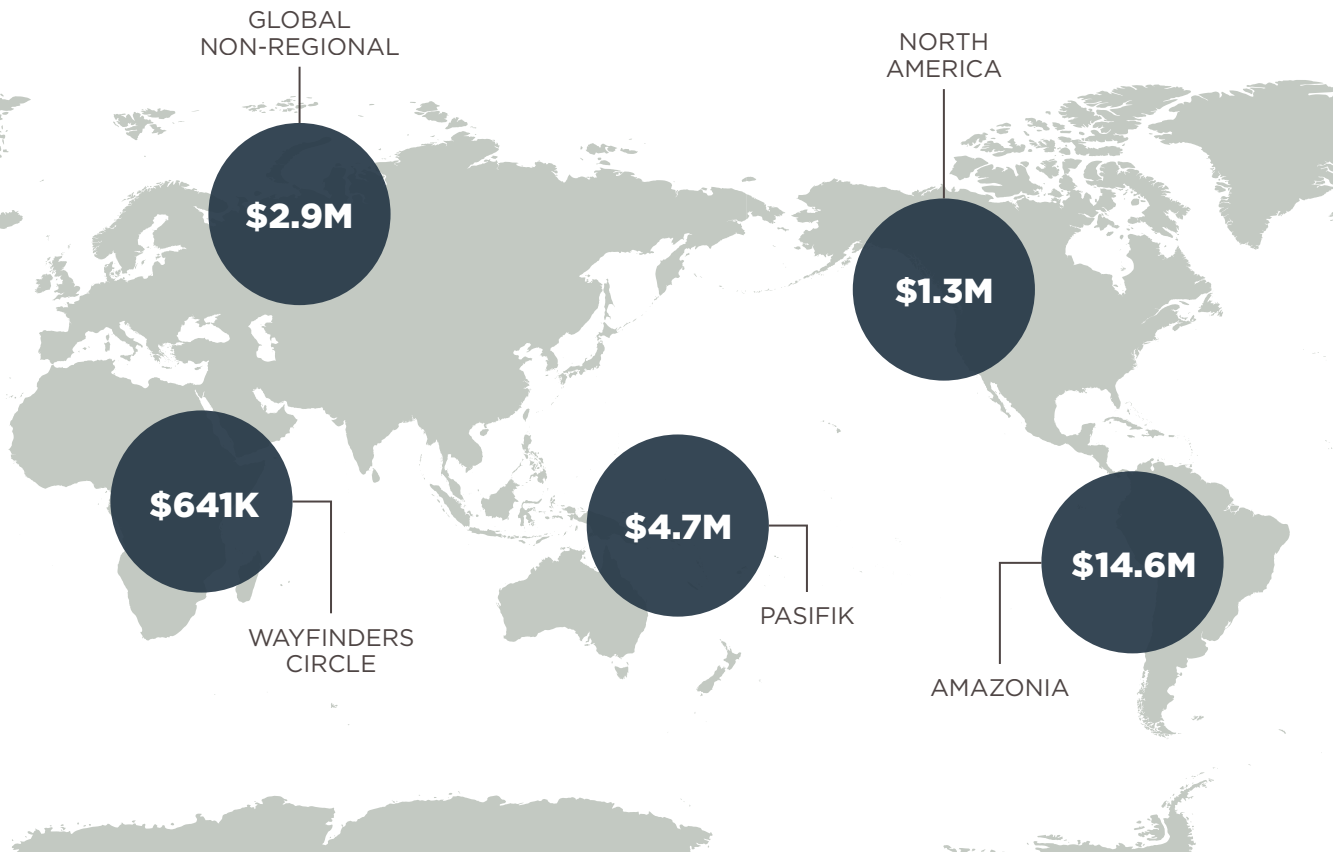 GLOBAL
NON-REGIONAL
$2.9M
NORTH
AMERICA
$1.3M
$641K
WAYFINDERS
CIRCLE
$4.7M
PASIFIK
$14.6M
AMAZONIA